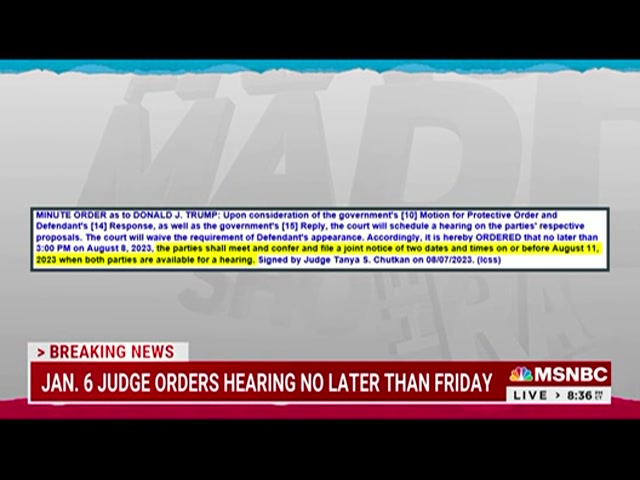 MINUTE ORDER as to DONALD J. TRUMP: Upon consideration of the government's [10] Motion for Protective Order and
Defendant's [14] Response, as well as the government's [15] Reply, the court will schedule a hearing on the parties' respective
proposals. The court will waive the requirement of Defendant's appearance. Accordingly, it is hereby ORDERED that no later than
3:00 PM on August 8, 2023, the parties shall meet and confer and file a joint notice of two dates and times on or before August 11,
2023 when both parties are available for a hearing. Signed by Judge Tanya S. Chutkan on 08/07/2023. (lcss)
> BREAKING NEWS
JAN. 6 JUDGE ORDERS HEARING NO LATER THAN FRIDAY
MSNBC
LIVE > 8:36 PM ET